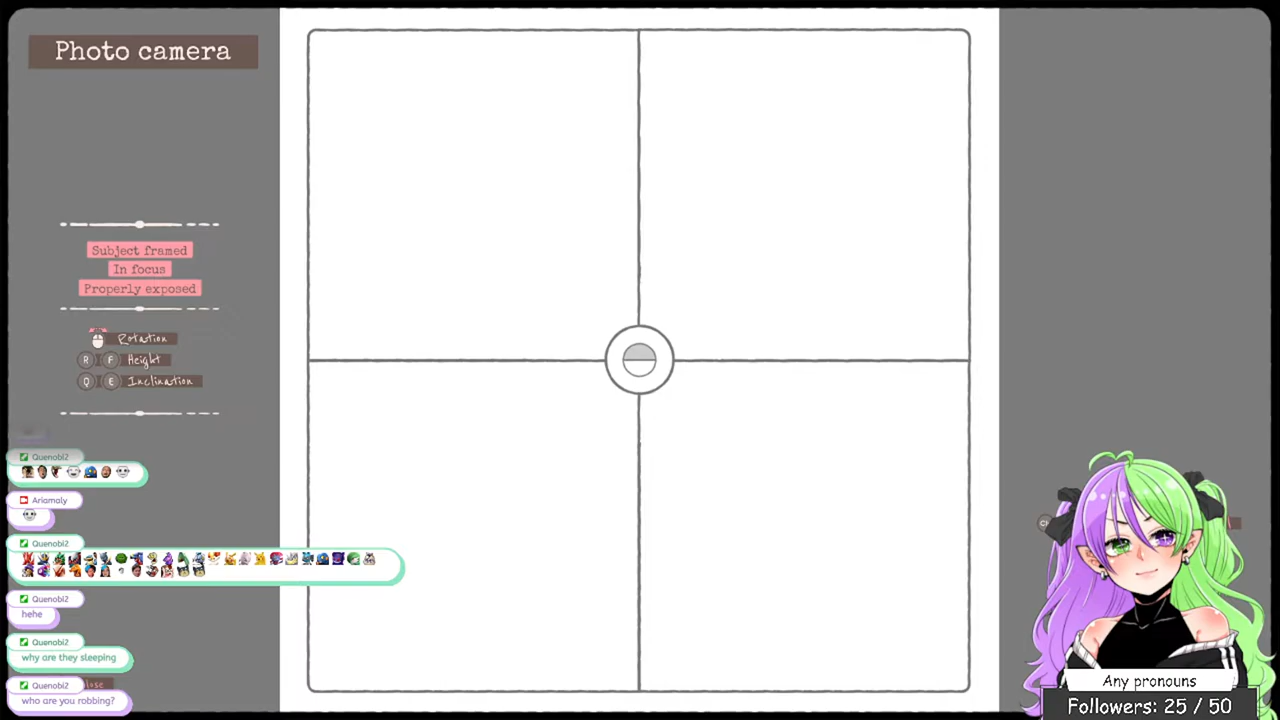 Photo camera
Subject framed
In focus
Properly exposed
Rotation
R F Height
Q E Inclination
Quenobi2
Ariamaly
Quenobi2
Quenobi2
hehe
Quenobi2
why are they sleeping
Quenobi2
who are you robbing?
Any pronouns
Followers: 25 / 50